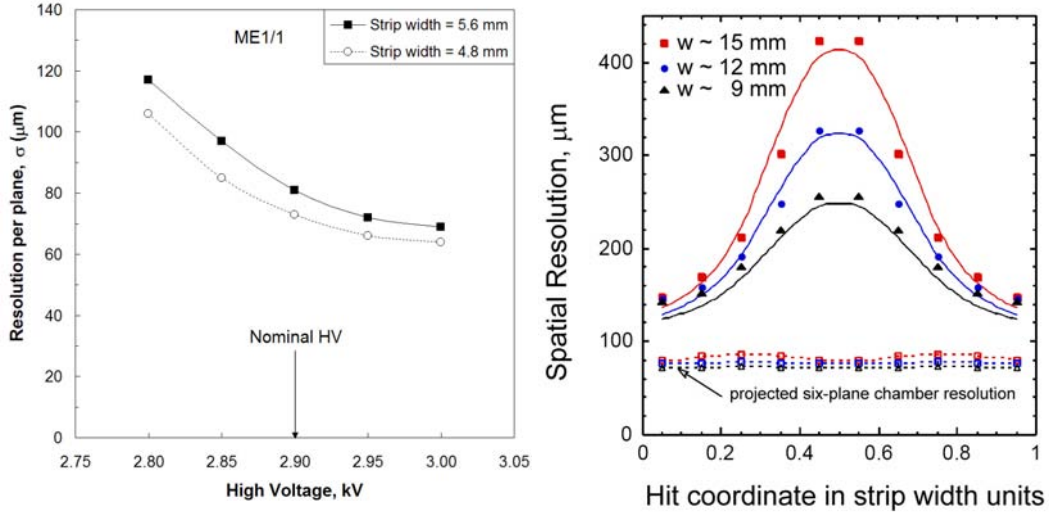 ME1/1
Strip width = 5.6 mm
Strip width = 4.8 mm
140
120
100
80
60
40
20
0
Resolution per plane, σ (μm)
Nominal HV
2.75
2.80
2.85
2.90
2.95
3.00
3.05
High Voltage, kV
w ~ 15 mm
w ~ 12 mm
w ~ 9 mm
400
300
200
100
0
Spatial Resolution, μm
projected six-plane chamber resolution
0
0.2
0.4
0.6
0.8
1
Hit coordinate in strip width units